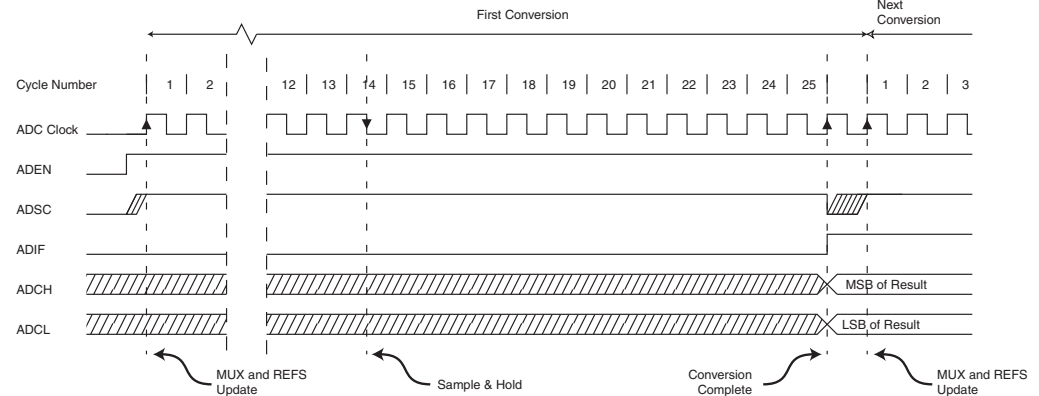 First Conversion
Next
Conversion
Cycle Number 1 2 12 13 14 15 16 17 18 19 20 21 22 23 24 25 1 2 3
ADC Clock
ADEN
ADSC
ADIF
ADCH MSB of Result
ADCL LSB of Result
MUX and REFS
Update
Sample & Hold
Conversion
Complete
MUX and REFS
Update